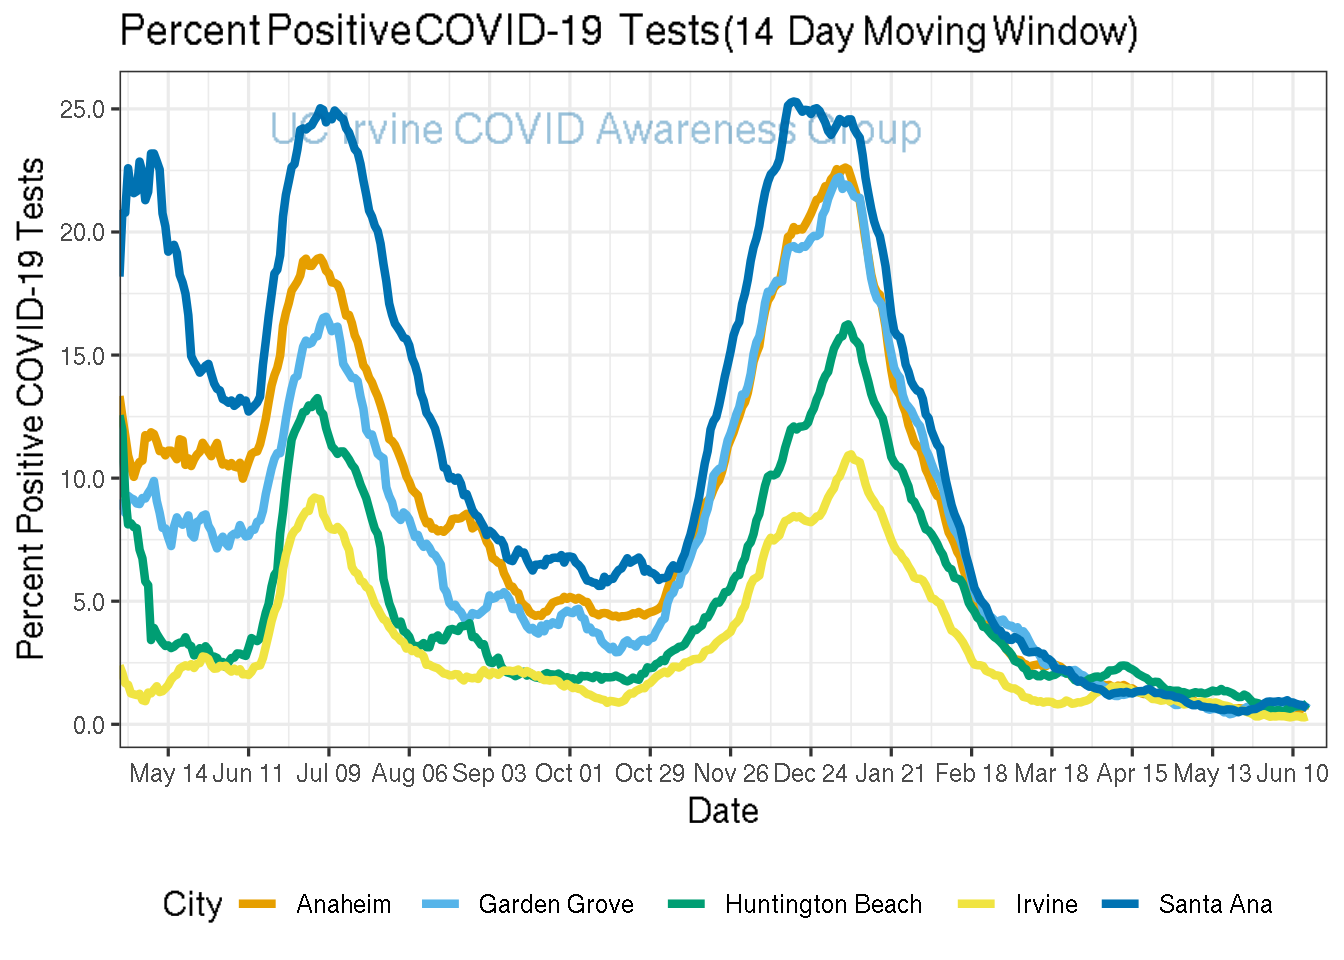 Percent Positive COVID-19 Tests (14 Day Moving Window)
UC Irvine COVID Awareness Group
Percent Positive COVID-19 Tests
25.0
20.0
15.0
10.0
5.0
0.0
May 14 Jun 11 Jul 09 Aug 06 Sep 03 Oct 01 Oct 29 Nov 26 Dec 24 Jan 21 Feb 18 Mar 18 Apr 15 May 13 Jun 10
Date
City Anaheim Garden Grove Huntington Beach Irvine Santa Ana